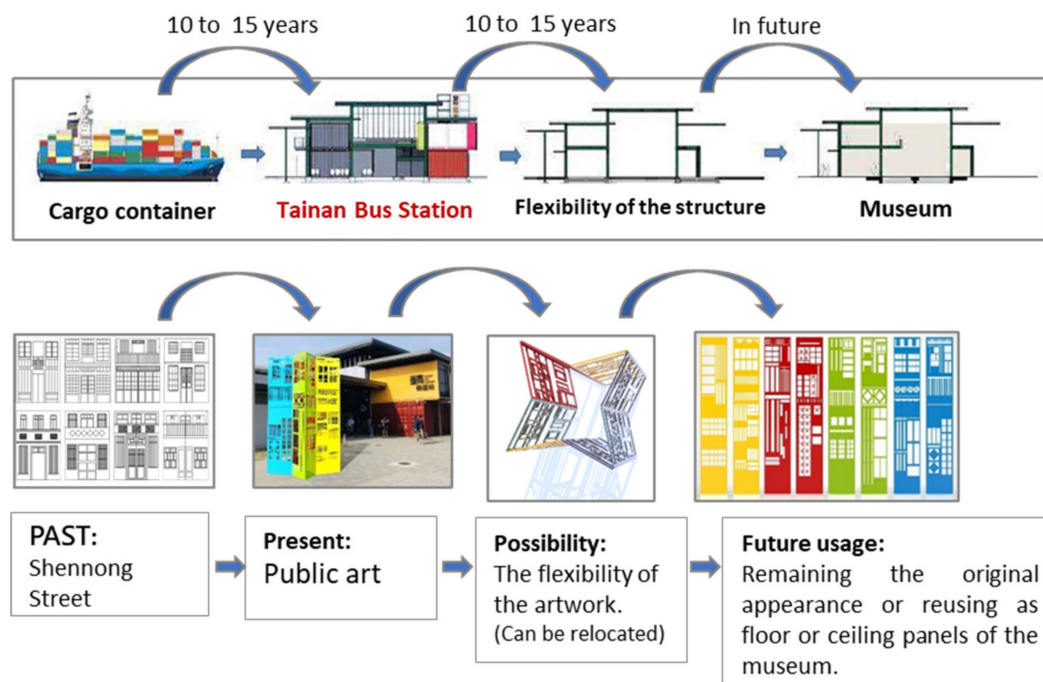 10 to 15 years
10 to 15 years
In future
Cargo container
Tainan Bus Station
Flexibility of the structure
Museum
PAST:
Shennong
Street
Present:
Public art
Possibility:
The flexibility of
the artwork.
(Can be relocated)
Future usage:
Remaining the original
appearance or reusing as
floor or ceiling panels of the
museum.